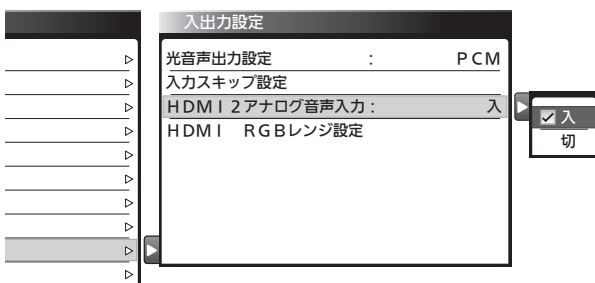 入出力設定
光音声出力設定 : PCM
入力スキップ設定
HDMI2アナログ音声入力: 入
HDMI RGBレンジ設定
入
切